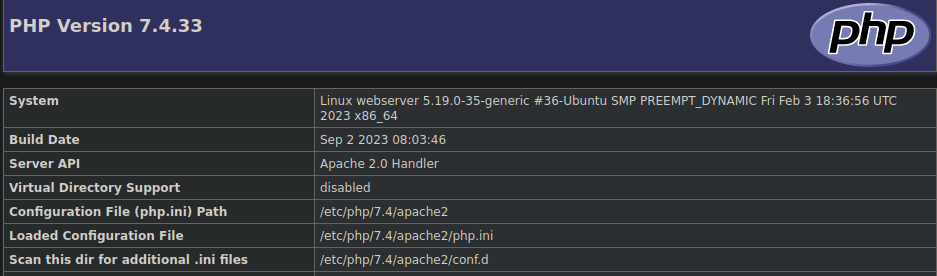 PHP Version 7.4.33
php
System Linux webserver 5.19.0-35-generic #36-Ubuntu SMP PREEMPT_DYNAMIC Fri Feb 3 18:36:56 UTC
2023 x86_64
Build Date Sep 2 2023 08:03:46
Server API Apache 2.0 Handler
Virtual Directory Support disabled
Configuration File (php.ini) Path /etc/php/7.4/apache2
Loaded Configuration File /etc/php/7.4/apache2/php.ini
Scan this dir for additional .ini files /etc/php/7.4/apache2/conf.d